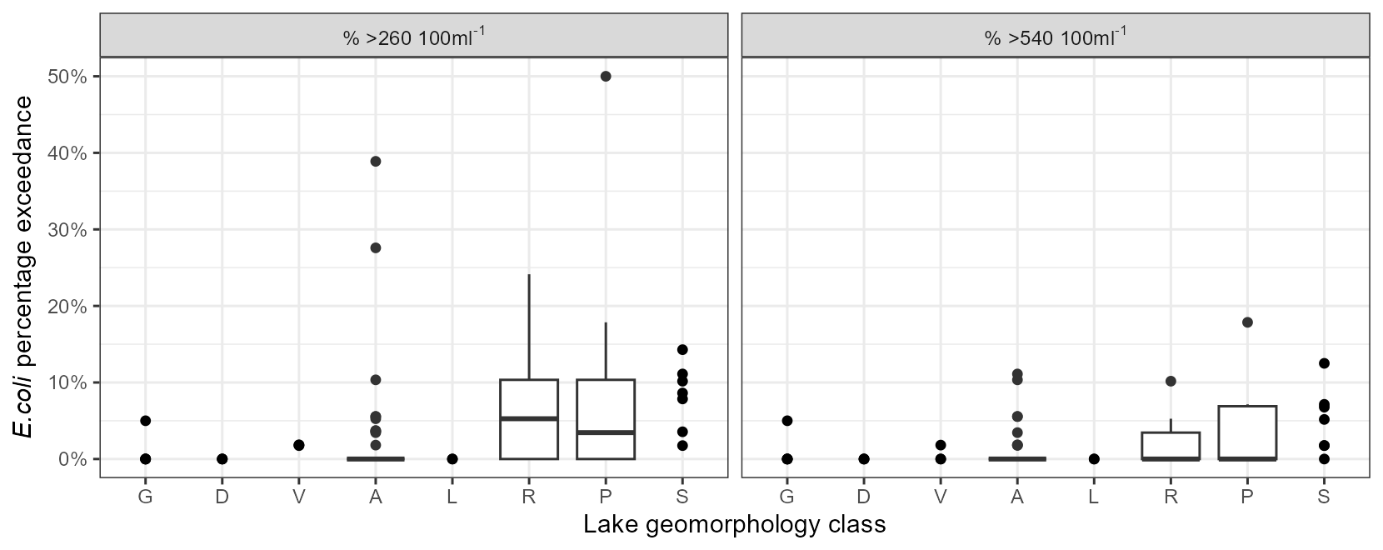 % >260 100ml⁻¹
% >540 100ml⁻¹
E.coli percentage exceedance
50%
40%
30%
20%
10%
0%
G D V A L R P S
G D V A L R P S
Lake geomorphology class